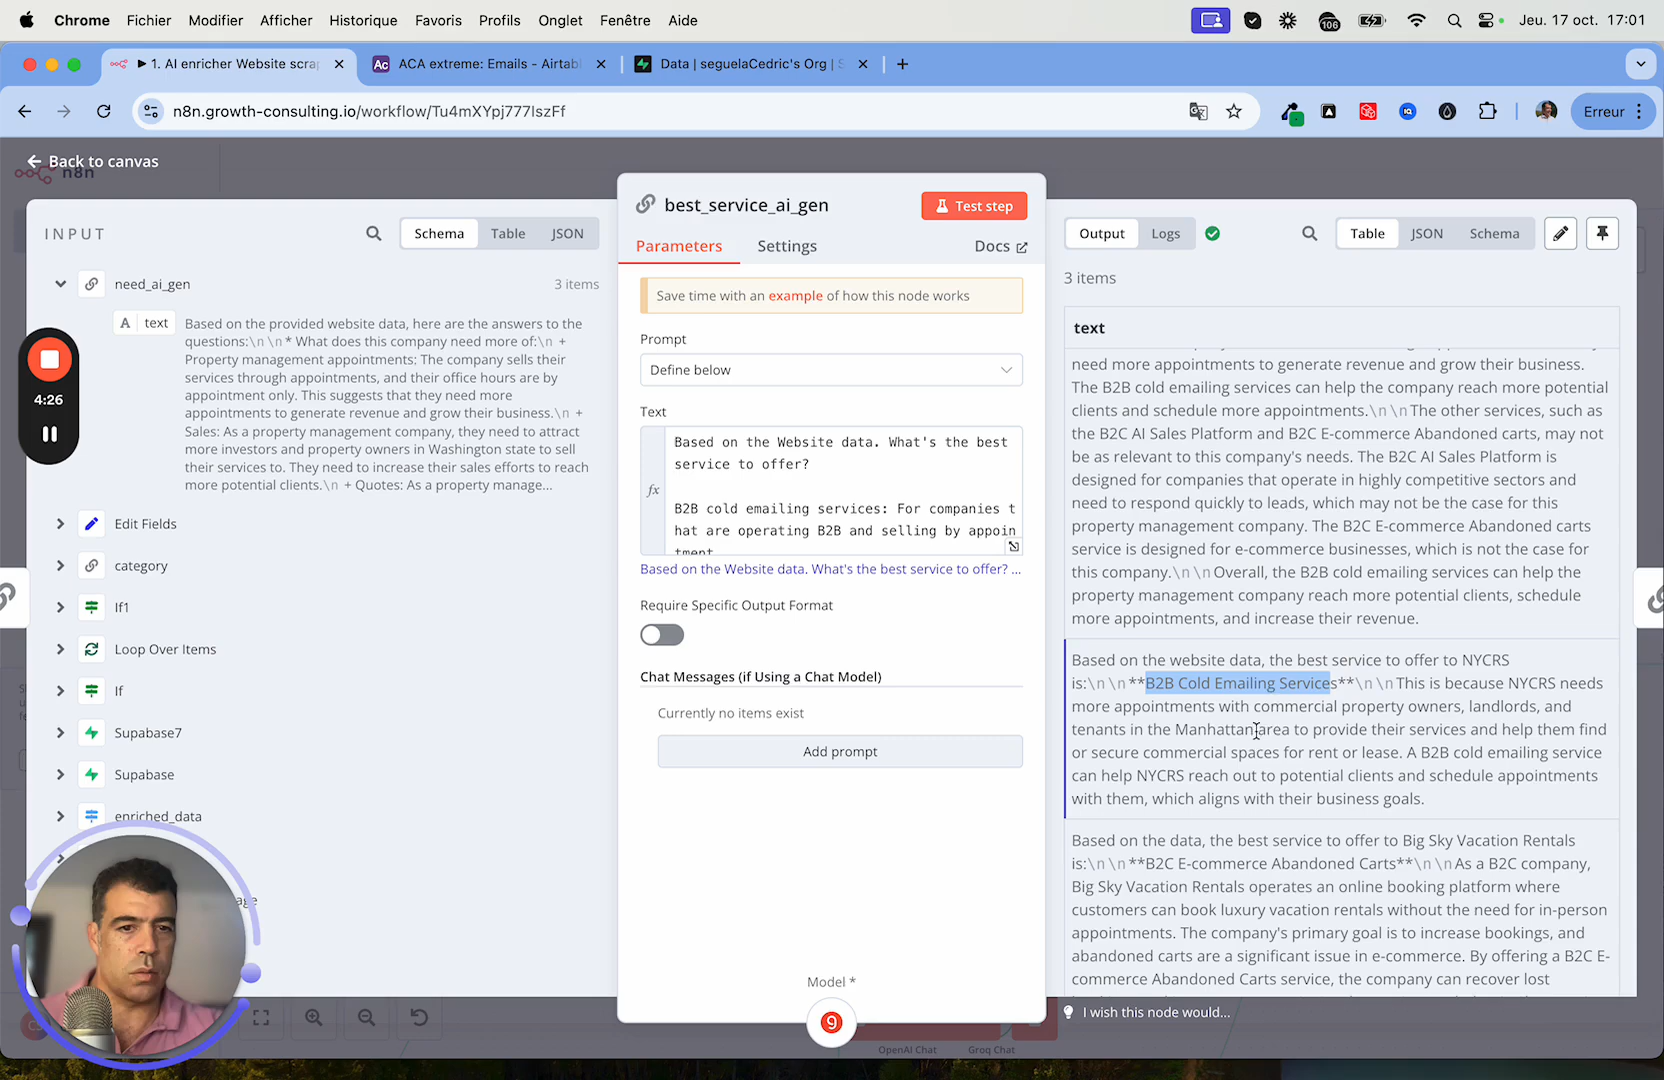 Chrome Fichier Modifier Afficher Historique Favoris Profils Onglet Fenêtre Aide
106
Jeu. 17 oct. 17:01
1. AI enricher Website scra
Ac ACA extreme: Emails - Airtabl
Data | seguelaCedric's Org | S
n8n.growth-consulting.io/workflow/Tu4mXYpj777IszFf
Erreur
Back to canvas
n8n
INPUT
Schema Table JSON
need_ai_gen 3 items
A text
Based on the provided website data, here are the answers to the
questions:\n\n* What does this company need more of:\n +
Property management appointments: The company sells their
services through appointments, and their office hours are by
appointment only. This suggests that they need more
appointments to generate revenue and grow their business.\n +
Sales: As a property management company, they need to attract
more investors and property owners in Washington state to sell
their services to. They need to increase their sales efforts to reach
more potential clients.\n + Quotes: As a property manage...
4:26
Edit Fields
category
If1
Loop Over Items
If
Supabase7
Supabase
enriched_data
age
best_service_ai_gen
Test step
Parameters Settings Docs
Save time with an example of how this node works
Prompt
Define below
Text
fx
Based on the Website data. What's the best
service to offer?
B2B cold emailing services: For companies t
hat are operating B2B and selling by appoin
tment
Based on the Website data. What's the best service to offer? ...
Require Specific Output Format
Chat Messages (if Using a Chat Model)
Currently no items exist
Add prompt
Model *
9
OpenAI Chat Groq Chat
Output Logs
Table JSON Schema
3 items
text
need more appointments to generate revenue and grow their business.
The B2B cold emailing services can help the company reach more potential
clients and schedule more appointments.\n\nThe other services, such as
the B2C AI Sales Platform and B2C E-commerce Abandoned carts, may not
be as relevant to this company's needs. The B2C AI Sales Platform is
designed for companies that operate in highly competitive sectors and
need to respond quickly to leads, which may not be the case for this
property management company. The B2C E-commerce Abandoned carts
service is designed for e-commerce businesses, which is not the case for
this company.\n\nOverall, the B2B cold emailing services can help the
property management company reach more potential clients, schedule
more appointments, and increase their revenue.
Based on the website data, the best service to offer to NYCRS
is:\n\n**B2B Cold Emailing Services**\n\nThis is because NYCRS needs
more appointments with commercial property owners, landlords, and
tenants in the Manhattan area to provide their services and help them find
or secure commercial spaces for rent or lease. A B2B cold emailing service
can help NYCRS reach out to potential clients and schedule appointments
with them, which aligns with their business goals.
Based on the data, the best service to offer to Big Sky Vacation Rentals
is:\n\n**B2C E-commerce Abandoned Carts**\n\nAs a B2C company,
Big Sky Vacation Rentals operates an online booking platform where
customers can book luxury vacation rentals without the need for in-person
appointments. The company's primary goal is to increase bookings, and
abandoned carts are a significant issue in e-commerce. By offering a B2C E-
commerce Abandoned Carts service, the company can recover lost
I wish this node would...